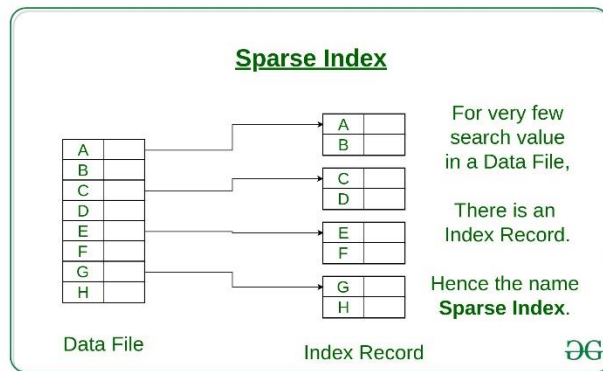 Sparse Index
A
B
C
D
E
F
G
H
Data File
A
B
C
D
E
F
G
H
Index Record
For very few
search value
in a Data File,
There is an
Index Record.
Hence the name
Sparse Index.